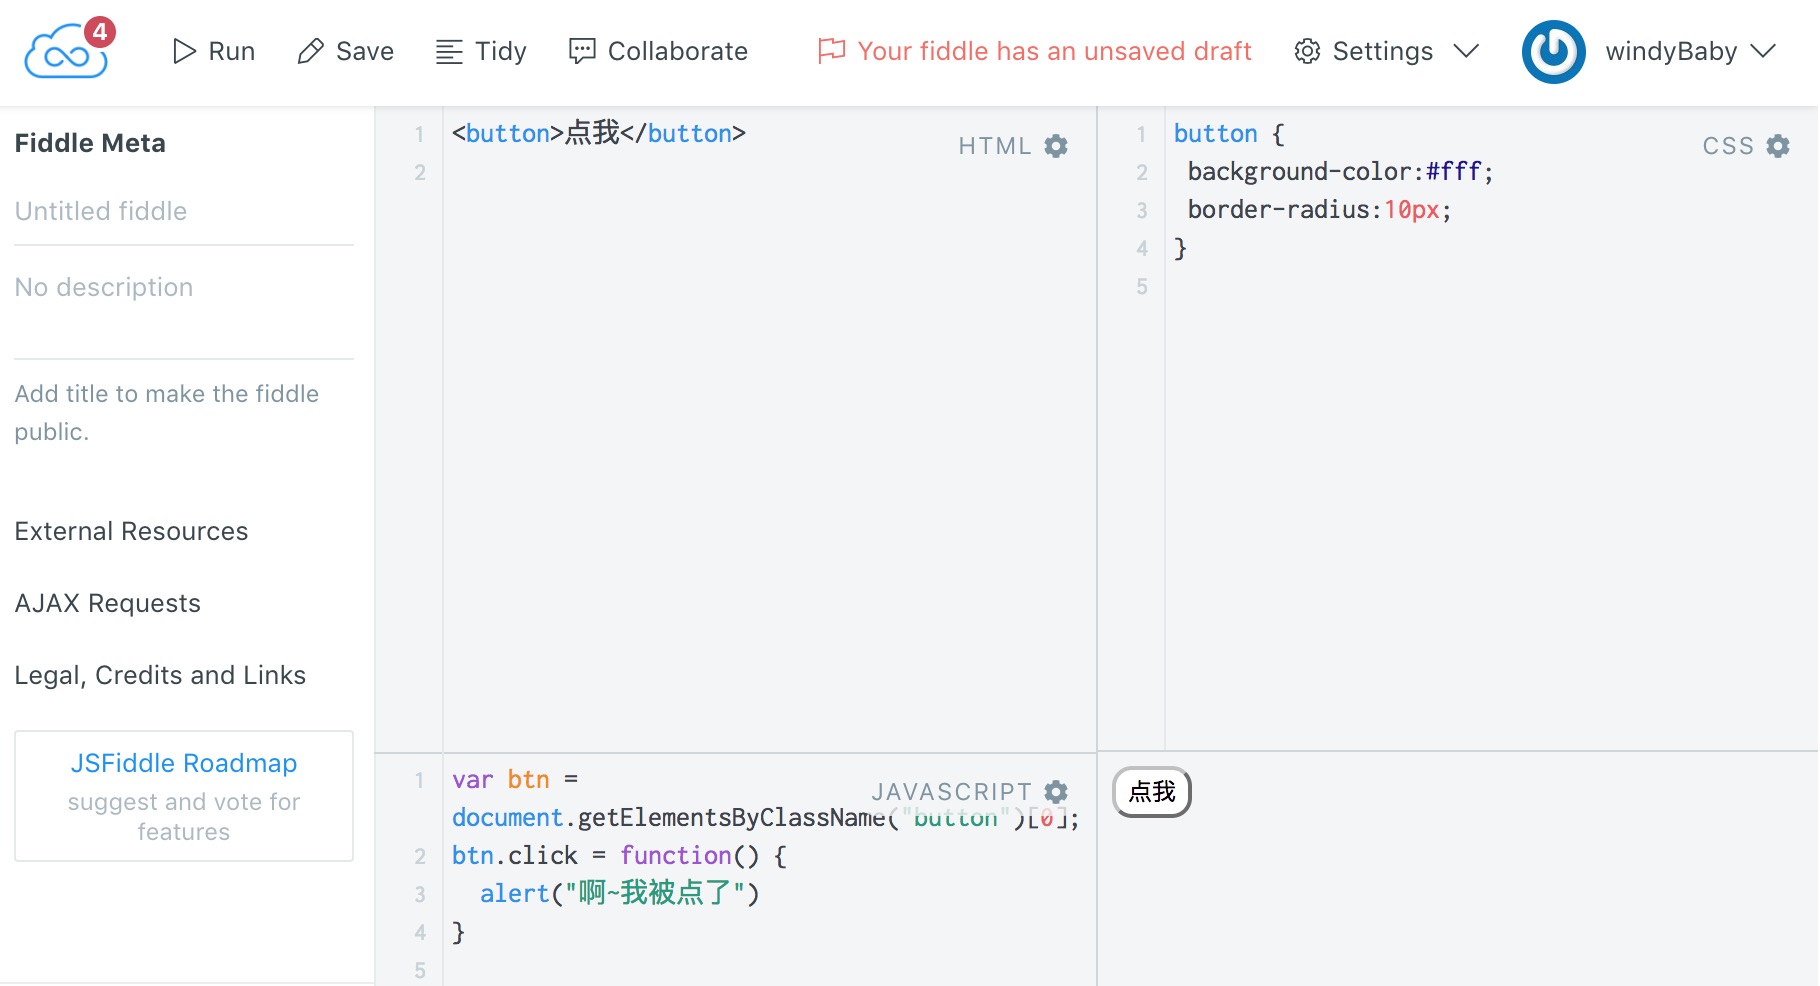 4
Run
Save
Tidy
Collaborate
Your fiddle has an unsaved draft
Settings
windyBaby
Fiddle Meta
Untitled fiddle
No description
Add title to make the fiddle
public.
External Resources
AJAX Requests
Legal, Credits and Links
JSFiddle Roadmap
suggest and vote for
features
HTML
1 <button>点我</button>
2
CSS
1 button {
2 background-color:#fff;
3 border-radius:10px;
4 }
5
JAVASCRIPT
1 var btn =
document.getElementsByClassName("button")[0];
2 btn.click = function() {
3 alert("啊~我被点了")
4 }
5
点我